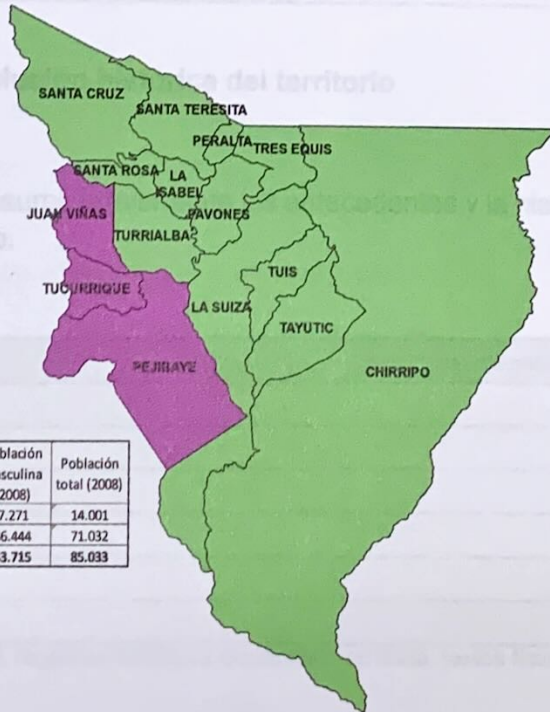 SANTA CRUZ
SANTA TERESITA
PERALTA
TRES EQUIS
SANTA ROSA
LA
ISABEL
JUAN VIÑAS
PAVONES
TURRIALBA
TUIS
TUCURRIQUE
LA SUIZA
TAYUTIC
PEJIBAYE
CHIRRIPO
Población
total (2008)
(2008)
7.271 14.001
6.444 71.032
3.715 85.033
del territorio